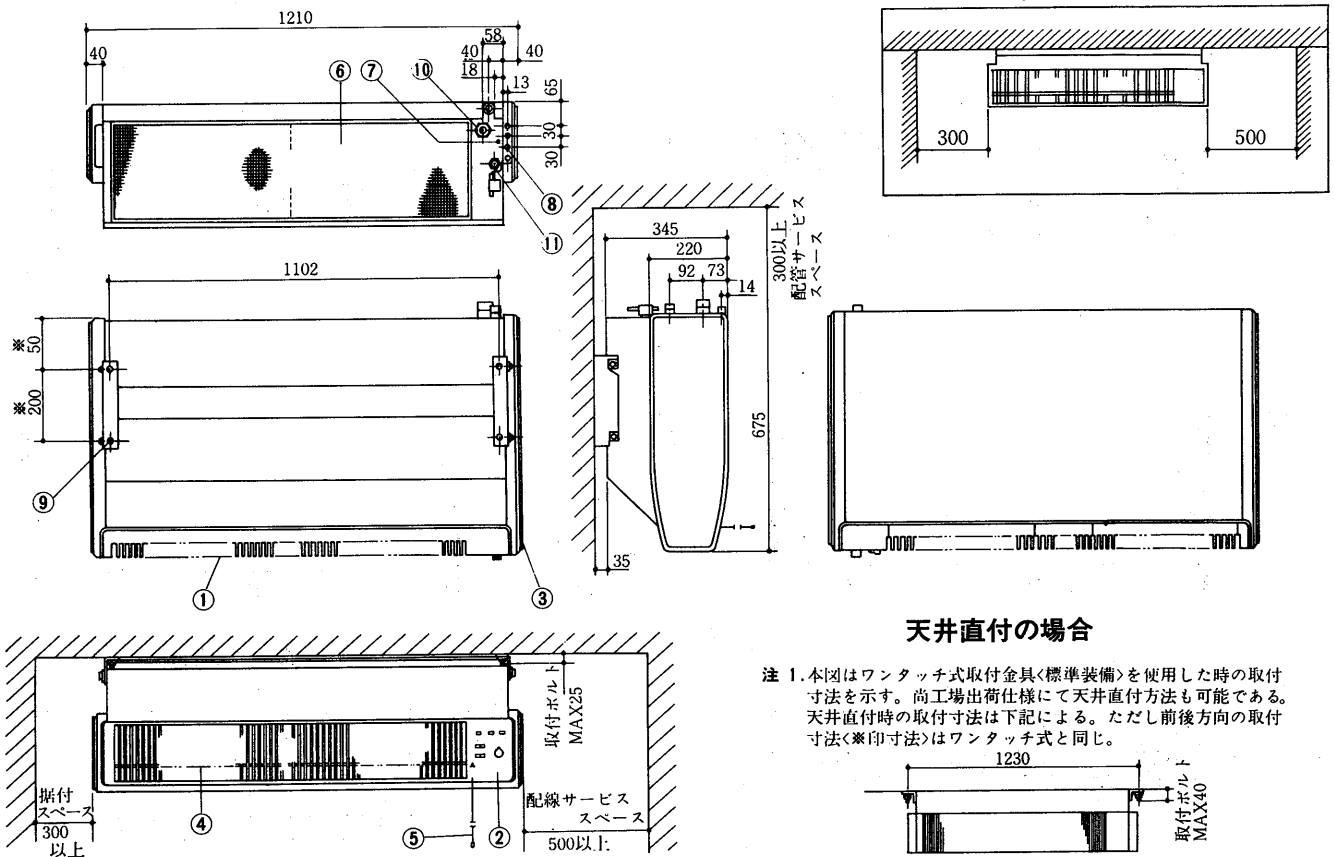 1210
58
40
40
40
18
13
65
30
30
⑥
⑦
⑩
⑧
⑪
300
500
1102
※50
※200
⑨
①
③
345
220
92
73
14
300以上
配管サービス
スペース
675
35
取付ボルト
MAX25
据付
スペース
300
以上
④
⑤
②
配線サービス
スペース
500以上
天井直付の場合
注 1.本図はワンタッチ式取付金具<標準装備>を使用した時の取付
寸法を示す。尚工場出荷仕様にて天井直付方法も可能である。
天井直付時の取付寸法は下記による。ただし前後方向の取付
寸法<※印寸法>はワンタッチ式と同じ。
1230
取付ボルト
MAX40